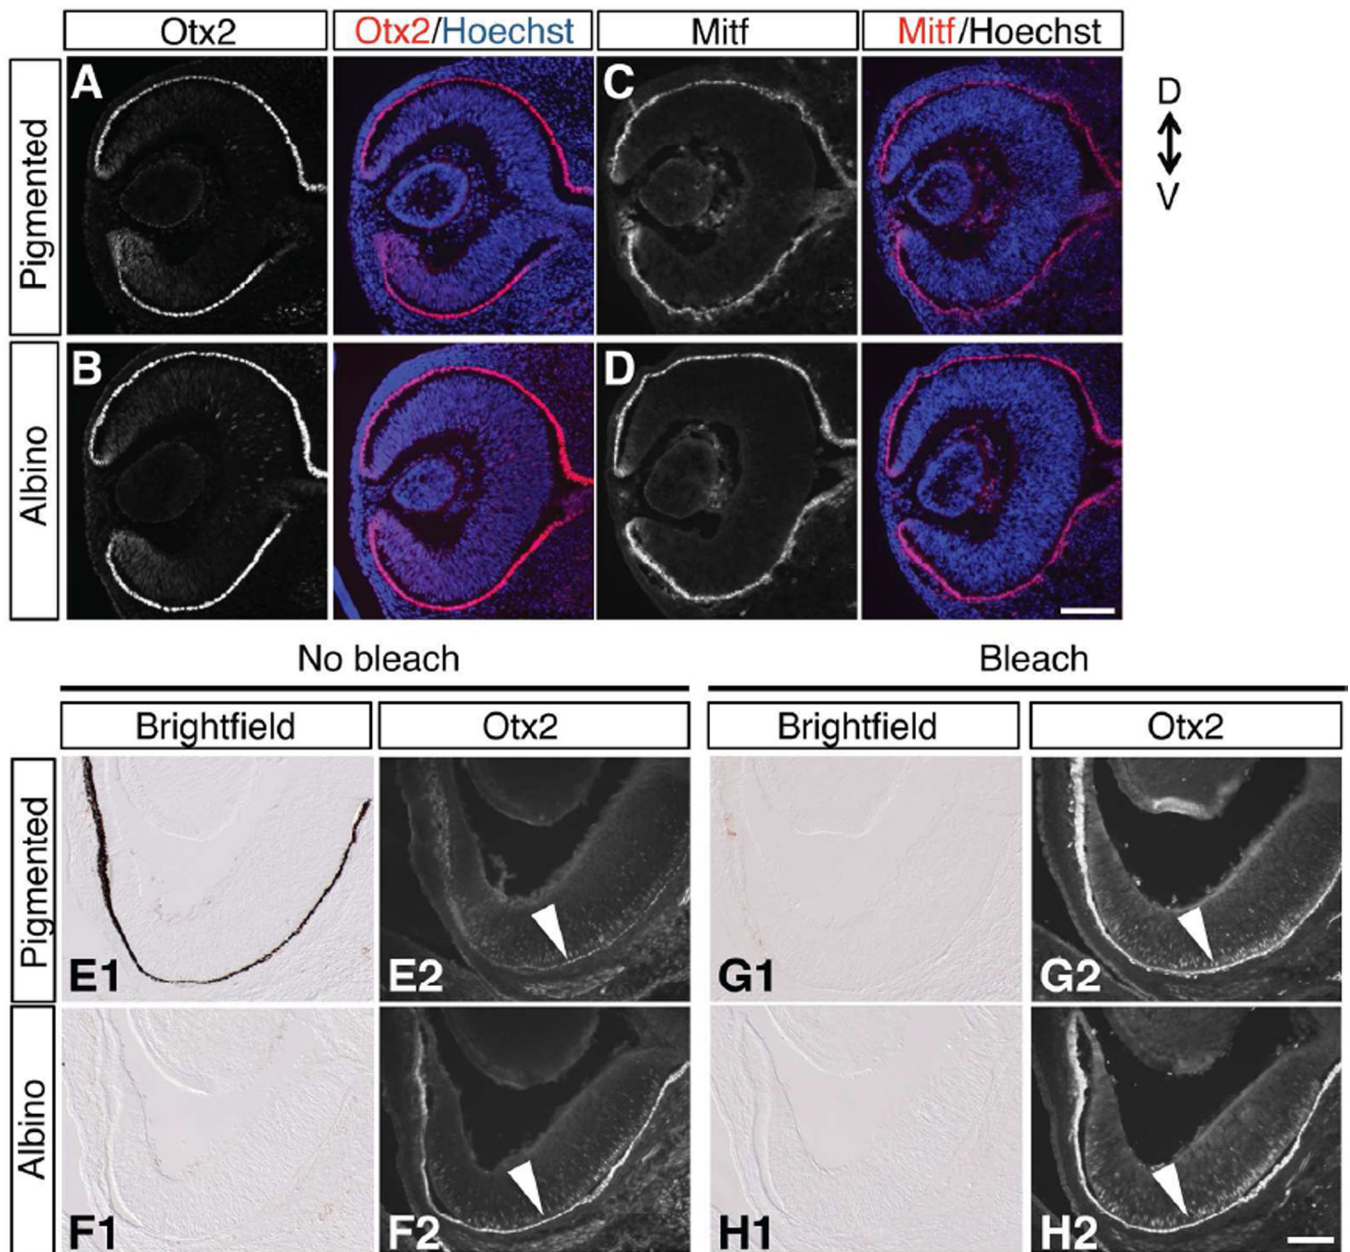 Otx2 Otx2/Hoechst Mitf Mitf/Hoechst
Pigmented A C D
V
Albino B D
No bleach Bleach
Brightfield Otx2 Brightfield Otx2
Pigmented E1 E2 G1 G2
Albino F1 F2 H1 H2